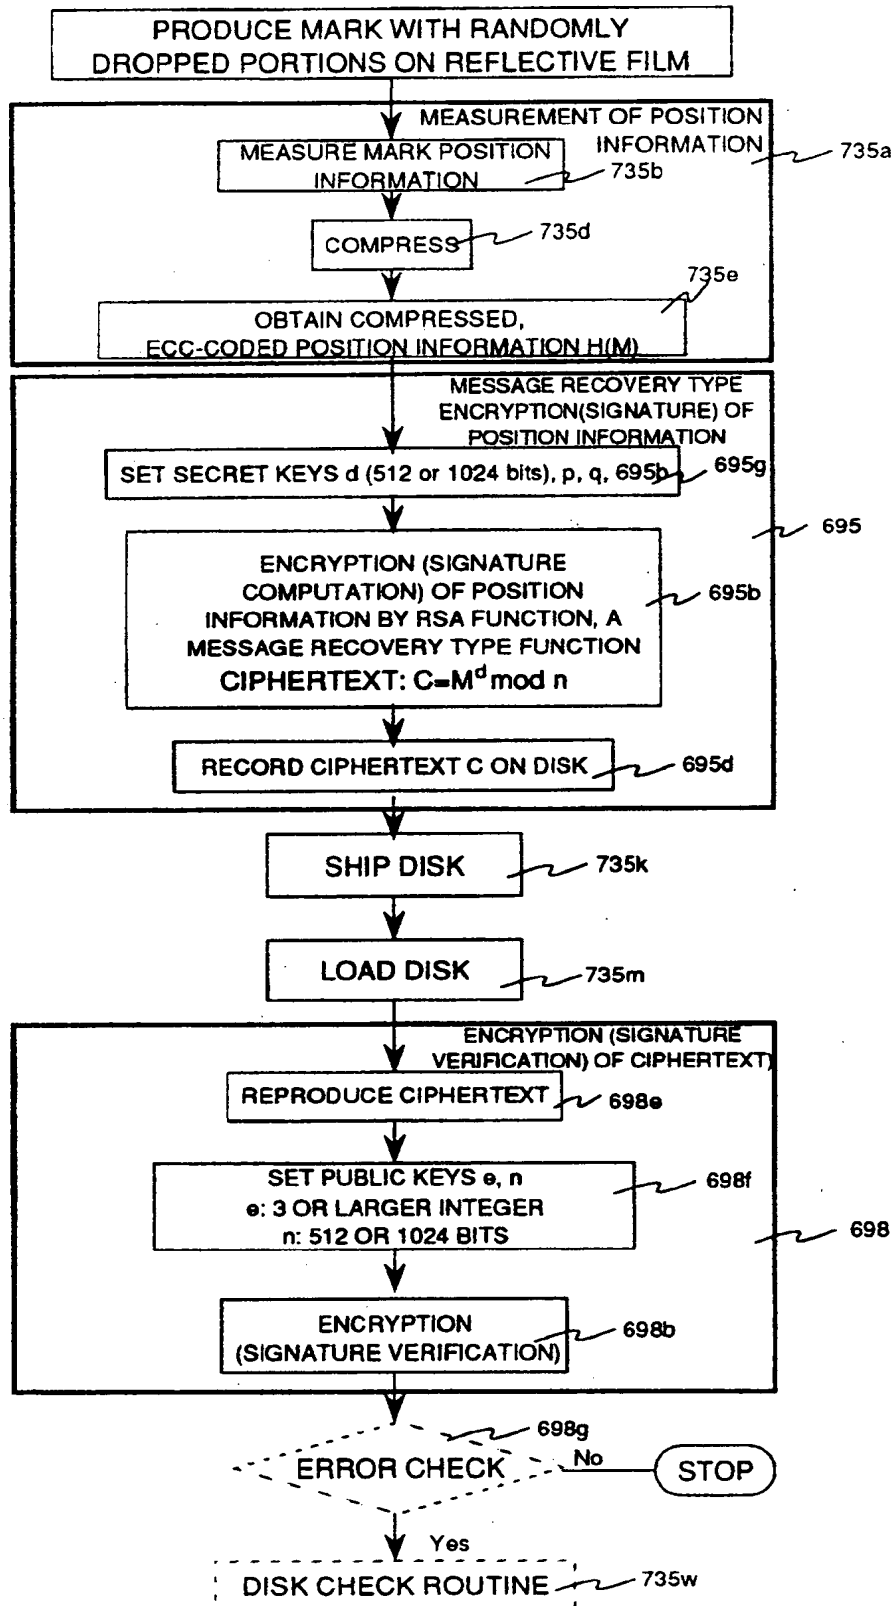 PRODUCE MARK WITH RANDOMLY
DROPPED PORTIONS ON REFLECTIVE FILM
MEASUREMENT OF POSITION
INFORMATION
735a
MEASURE MARK POSITION
INFORMATION
735b
COMPRESS
735d
735e
OBTAIN COMPRESSED,
ECC-CODED POSITION INFORMATION H(M)
MESSAGE RECOVERY TYPE
ENCRYPTION(SIGNATURE) OF
POSITION INFORMATION
SET SECRET KEYS d (512 or 1024 bits), p, q, 695b
695g
695
ENCRYPTION (SIGNATURE
COMPUTATION) OF POSITION
INFORMATION BY RSA FUNCTION, A
MESSAGE RECOVERY TYPE FUNCTION
CIPHERTEXT: C=M^d mod n
695b
RECORD CIPHERTEXT C ON DISK
695d
SHIP DISK
735k
LOAD DISK
735m
ENCRYPTION (SIGNATURE
VERIFICATION) OF CIPHERTEXT)
REPRODUCE CIPHERTEXT
698e
SET PUBLIC KEYS e, n
e: 3 OR LARGER INTEGER
n: 512 OR 1024 BITS
698f
698
ENCRYPTION
(SIGNATURE VERIFICATION)
698b
698g
ERROR CHECK
No
STOP
Yes
DISK CHECK ROUTINE
735w